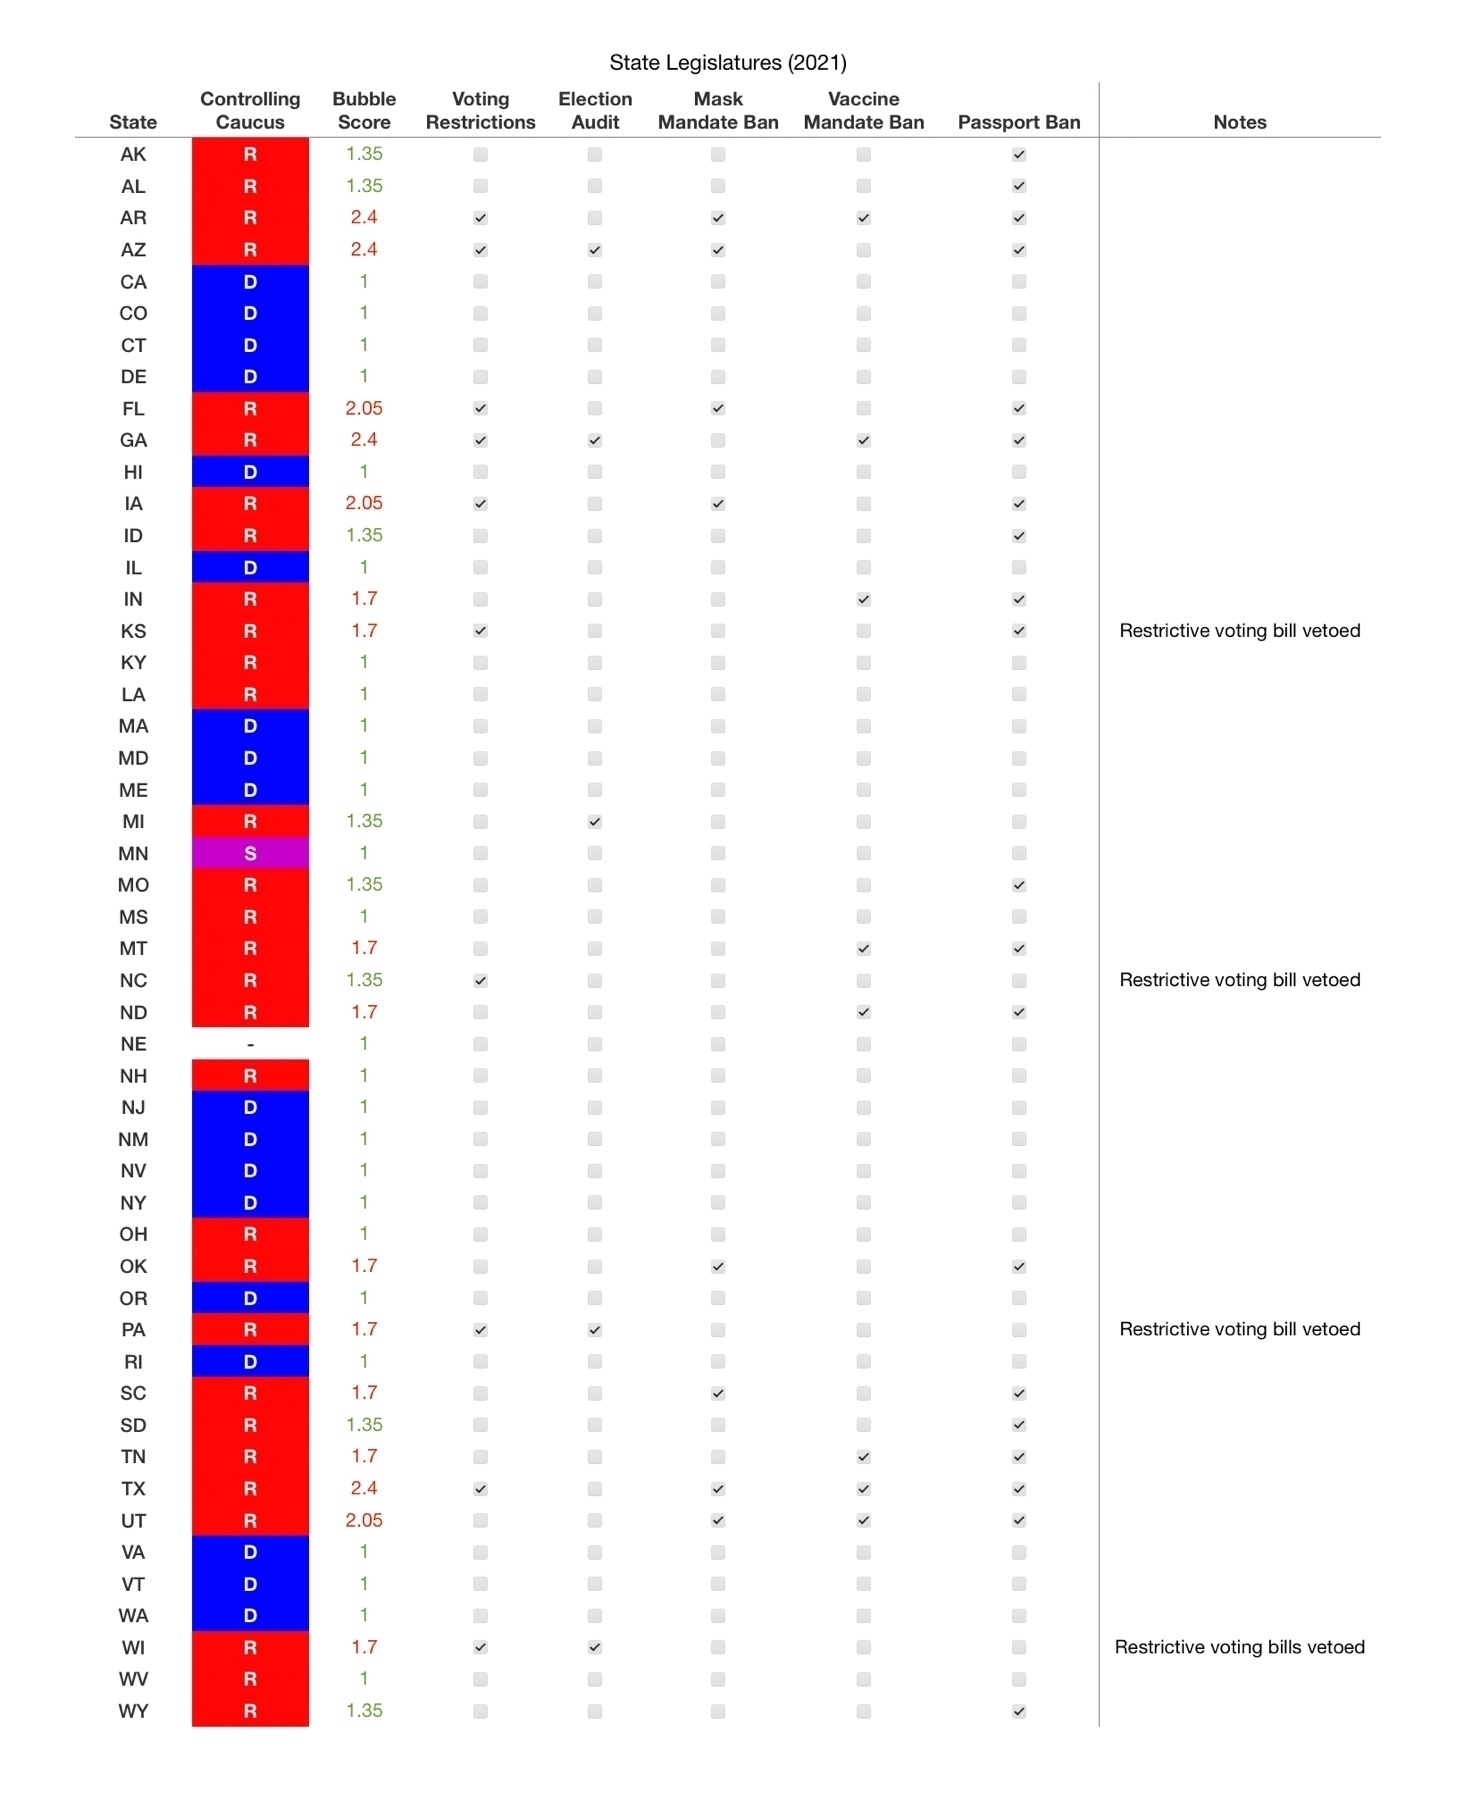 State Legislatures (2021)
State Controlling Caucus Bubble Score Voting Restrictions Election Audit Mask Mandate Ban Vaccine Mandate Ban Passport Ban Notes
AK R 1.35 ✓
AL R 1.35 ✓
AR R 2.4 ✓ ✓ ✓ ✓
AZ R 2.4 ✓ ✓ ✓ ✓
CA D 1
CO D 1
CT D 1
DE D 1
FL R 2.05 ✓ ✓ ✓
GA R 2.4 ✓ ✓ ✓ ✓
HI D 1
IA R 2.05 ✓ ✓ ✓
ID R 1.35 ✓
IL D 1
IN R 1.7 ✓ ✓
KS R 1.7 ✓ ✓ Restrictive voting bill vetoed
KY R 1
LA R 1
MA D 1
MD D 1
ME D 1
MI R 1.35 ✓
MN S 1
MO R 1.35 ✓
MS R 1
MT R 1.7 ✓ ✓
NC R 1.35 ✓ Restrictive voting bill vetoed
ND R 1.7 ✓ ✓
NE - 1
NH R 1
NJ D 1
NM D 1
NV D 1
NY D 1
OH R 1
OK R 1.7 ✓ ✓
OR D 1
PA R 1.7 ✓ ✓ Restrictive voting bill vetoed
RI D 1
SC R 1.7 ✓ ✓
SD R 1.35 ✓
TN R 1.7 ✓ ✓
TX R 2.4 ✓ ✓ ✓ ✓
UT R 2.05 ✓ ✓ ✓
VA D 1
VT D 1
WA D 1
WI R 1.7 ✓ ✓ Restrictive voting bills vetoed
WV R 1
WY R 1.35 ✓